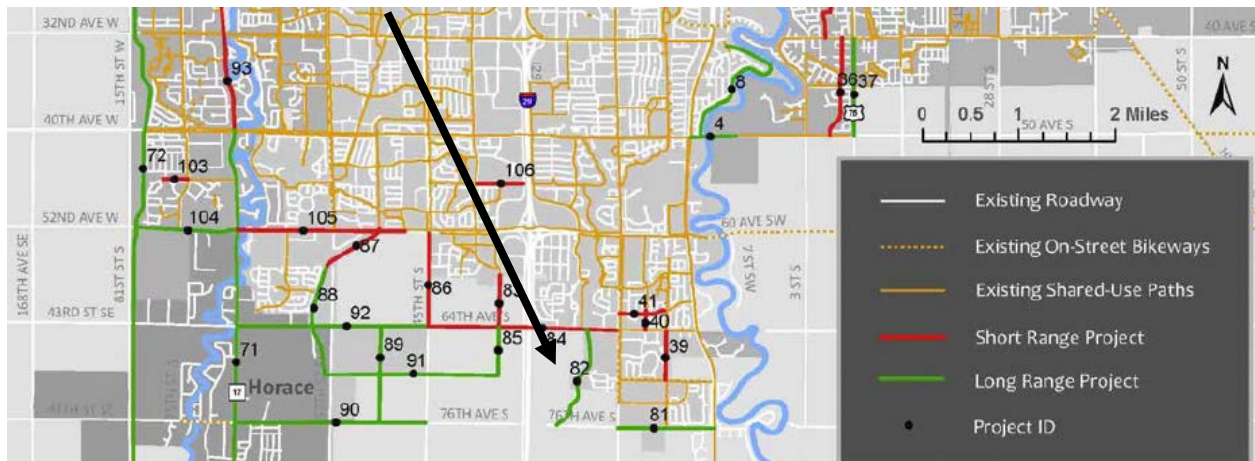 32ND AVE W
40 AVE S
15TH ST W
93
I 29
8
36
37
75
28 ST S
50 ST S
N
0 0.5 1 2 Miles
40TH AVE W
4
50 AVE S
72
103
106
52ND AVE W
104
105
60 AVE SW
87
168TH AVE SE
81ST ST S
7 ST SW
3 ST S
86
45TH ST S
88
83
41
40
43RD ST SE
92
64TH AVE S
84
71
89
85
39
91
82
17
Horace
47TH ST SE
90
76TH AVE S
76TH AVE S
81
Existing Roadway
Existing On-Street Bikeways
Existing Shared-Use Paths
Short Range Project
Long Range Project
Project ID